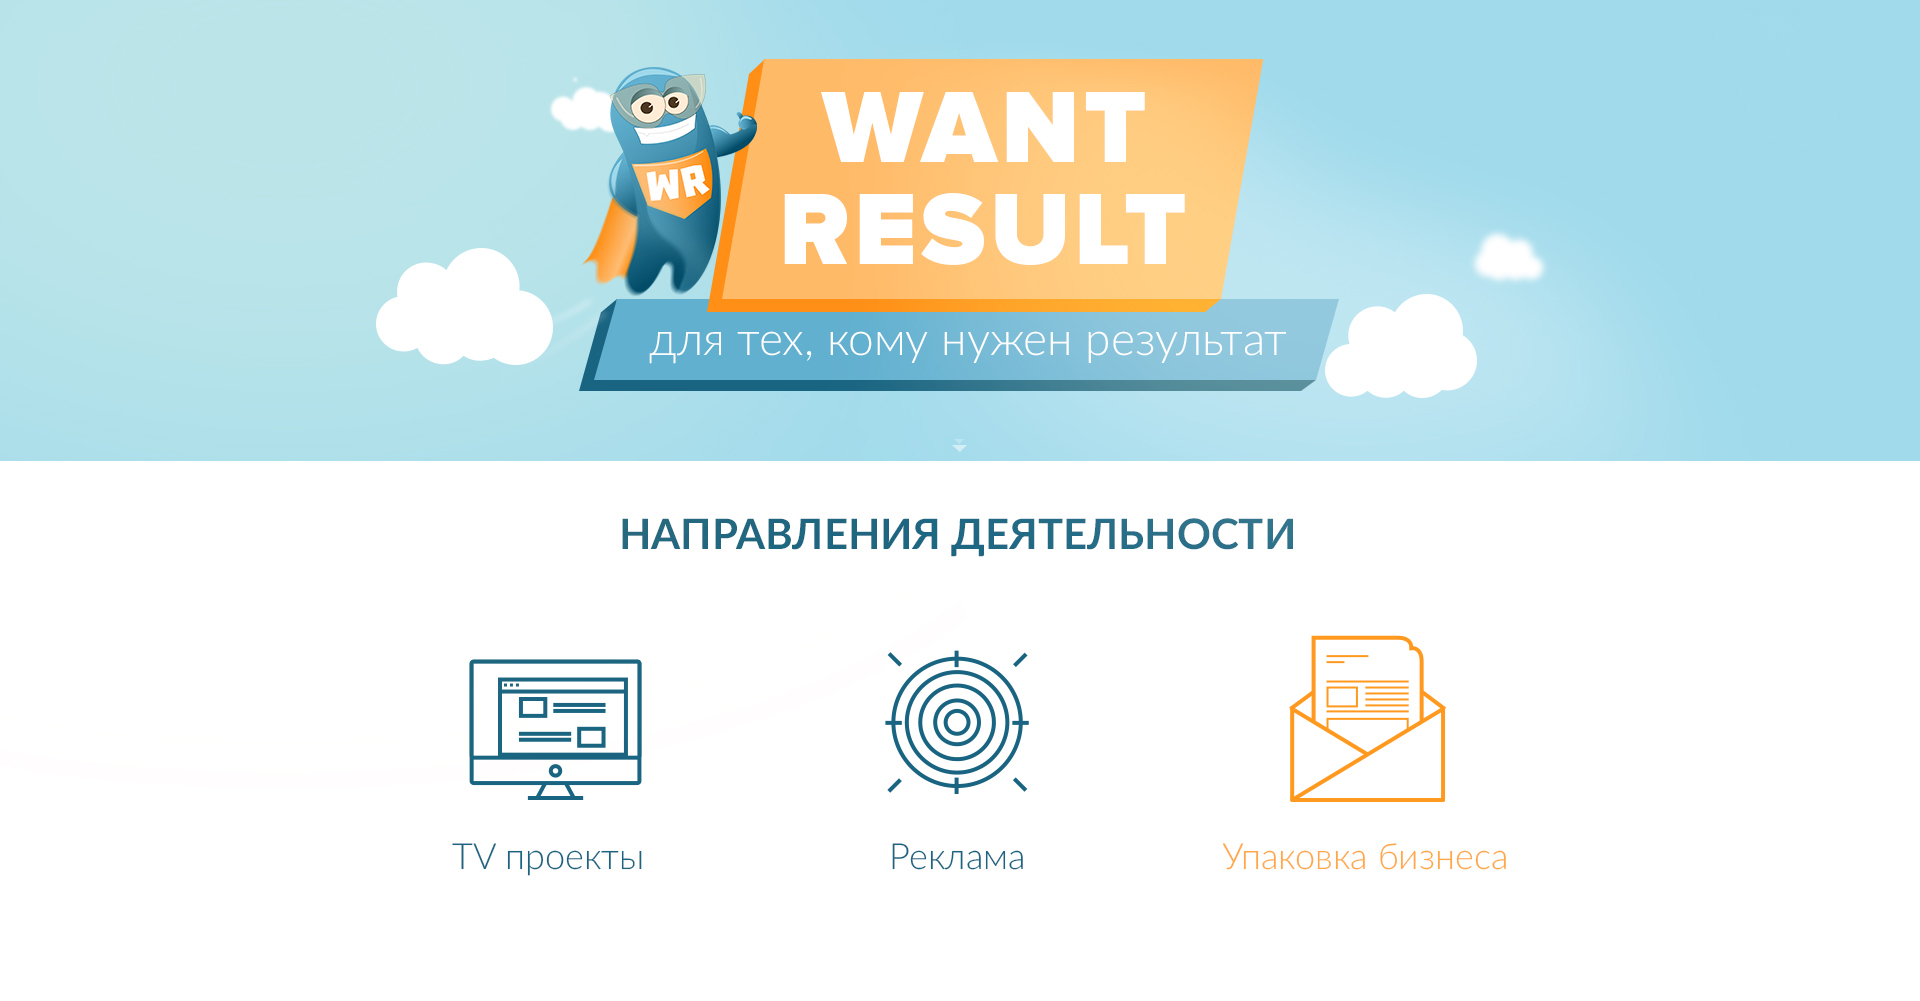 WR
WANT
RESULT
для тех, кому нужен результат
НАПРАВЛЕНИЯ ДЕЯТЕЛЬНОСТИ
TV проекты
Реклама
Упаковка бизнеса